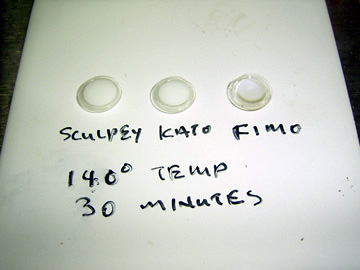 SCULPEY KATO FIMO
140° TEMP
30 MINUTES